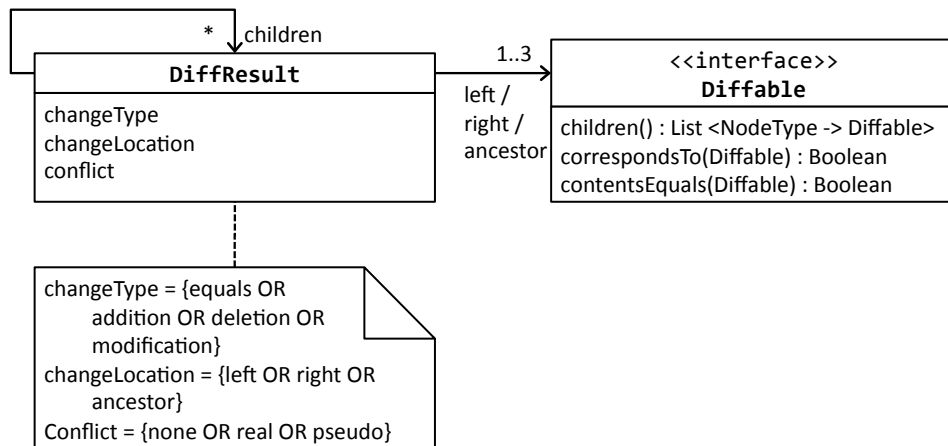 * children
DiffResult
changeType
changeLocation
conflict
1..3
left /
right /
ancestor
<<interface>>
Diffable
children() : List <NodeType -> Diffable>
correspondsTo(Diffable) : Boolean
contentsEquals(Diffable) : Boolean
changeType = {equals OR
addition OR deletion OR
modification}
changeLocation = {left OR right OR
ancestor}
Conflict = {none OR real OR pseudo}